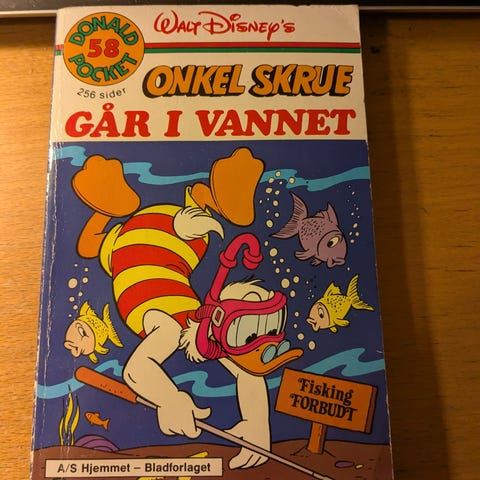 DONALD
58
POCKET
WALT DISNEY'S
256 sider
ONKEL SKRUE
GÅR I VANNET
Fisking
FORBUDT
A/S Hjemmet – Bladforlaget